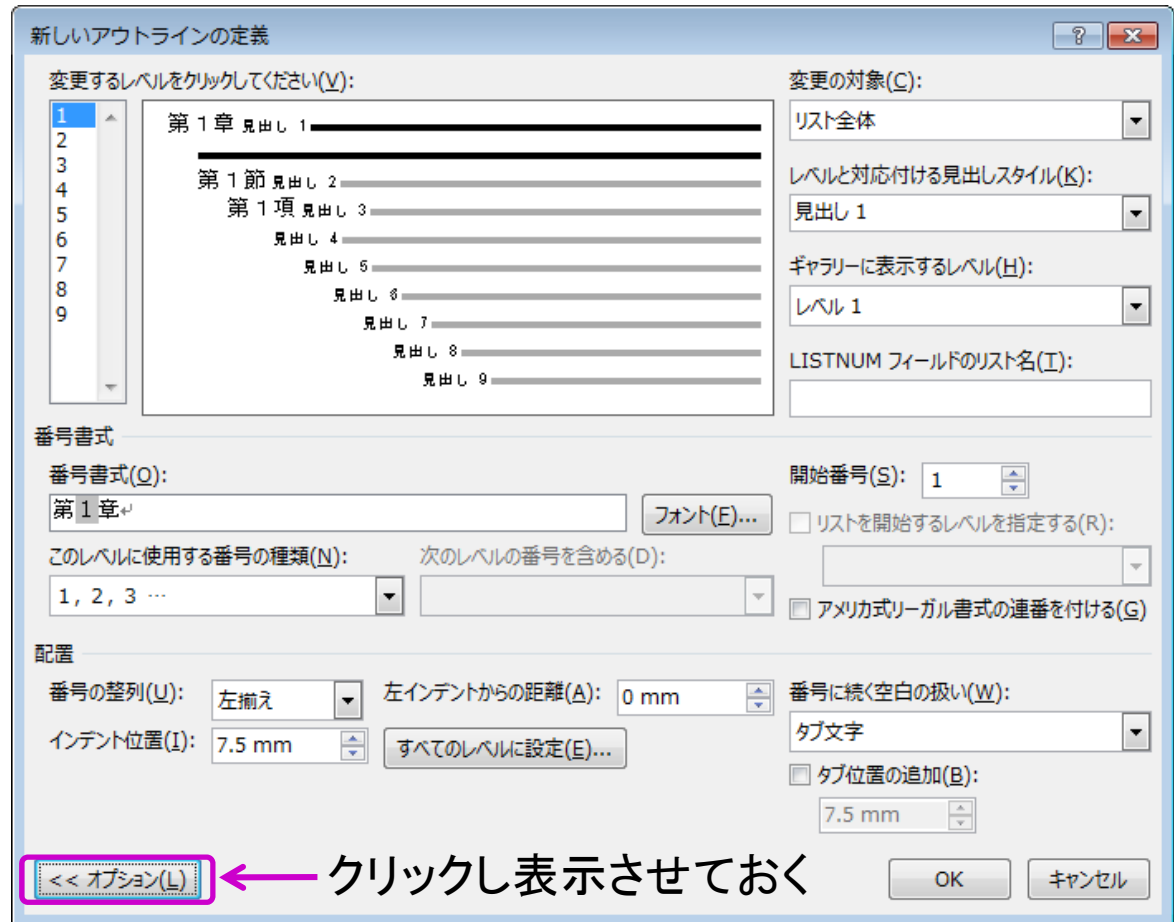 新しいアウトラインの定義
変更するレベルをクリックしてください(V):
1
2
3
4
5
6
7
8
9
第1章 見出し 1
第1節 見出し 2
第1項 見出し 3
見出し 4
見出し 5
見出し 6
見出し 7
見出し 8
見出し 9
変更の対象(C):
リスト全体
レベルと対応付ける見出しスタイル(K):
見出し 1
ギャラリーに表示するレベル(H):
レベル 1
LISTNUM フィールドのリスト名(T):
番号書式
番号書式(O):
第1章↵
フォント(F)...
このレベルに使用する番号の種類(N):
1, 2, 3 …
次のレベルの番号を含める(D):
開始番号(S): 1
リストを開始するレベルを指定する(R):
アメリカ式リーガル書式の連番を付ける(G)
配置
番号の整列(U): 左揃え
左インデントからの距離(A): 0 mm
インデント位置(I): 7.5 mm
すべてのレベルに設定(E)...
番号に続く空白の扱い(W):
タブ文字
タブ位置の追加(B):
7.5 mm
<< オプション(L)
クリックし表示させておく
OK
キャンセル